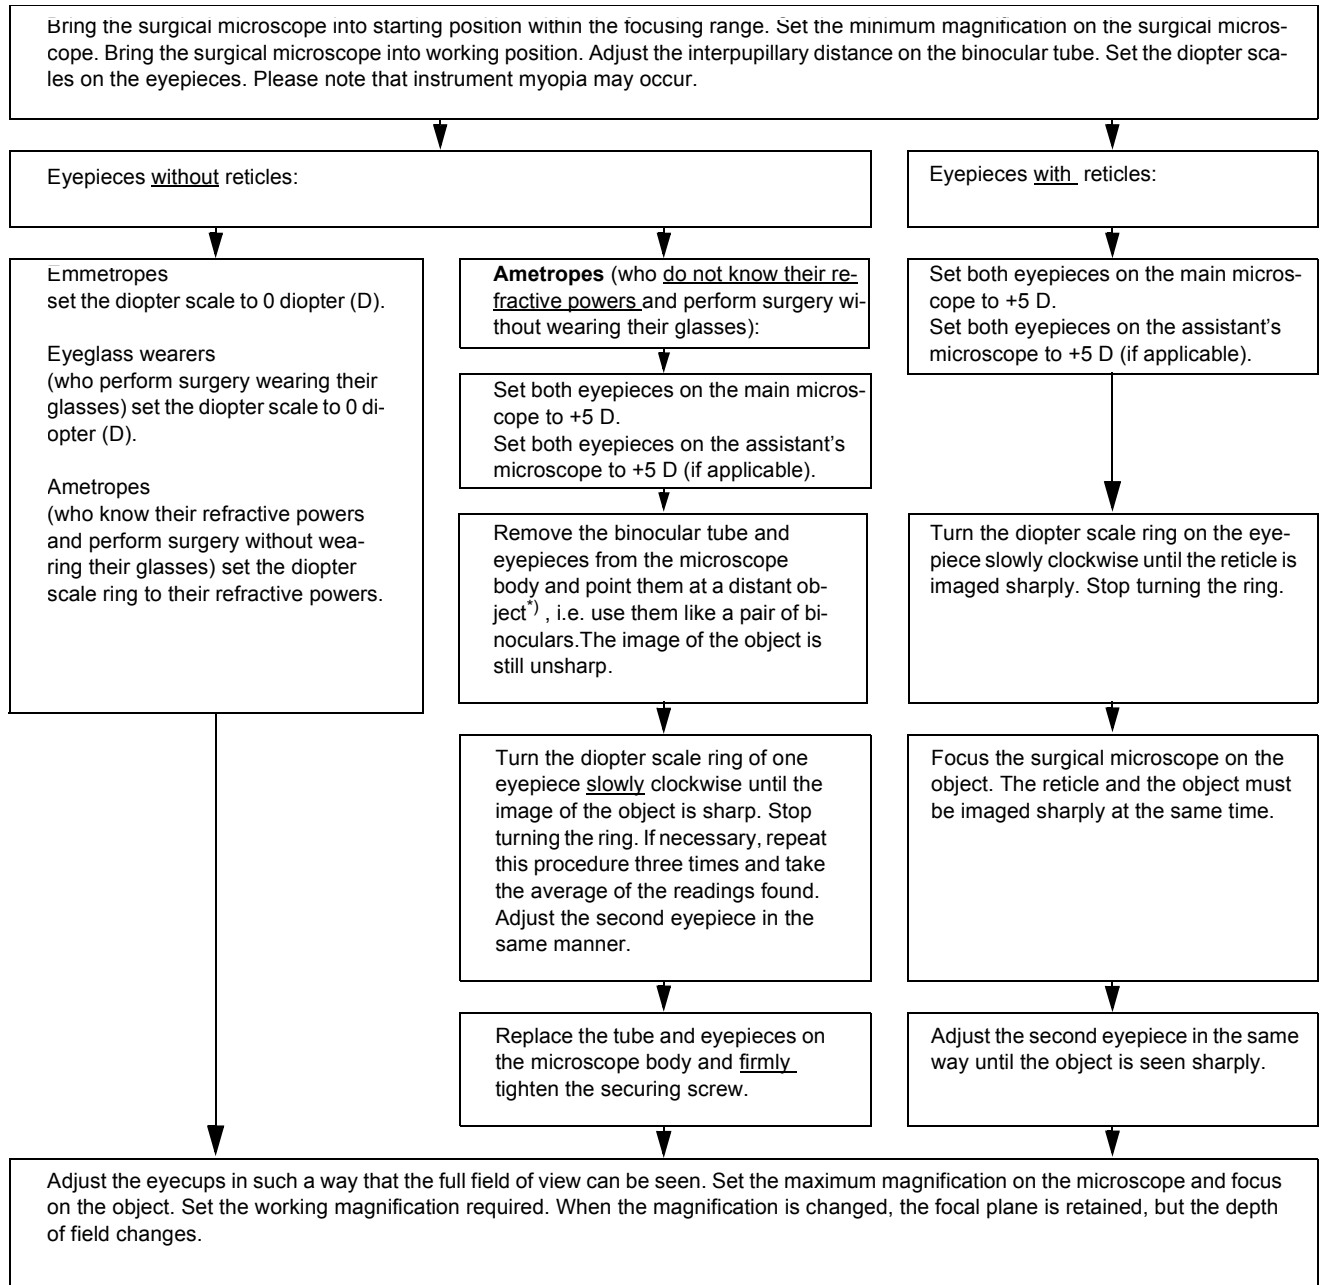 Bring the surgical microscope into starting position within the focusing range. Set the minimum magnification on the surgical micros-
cope. Bring the surgical microscope into working position. Adjust the interpupillary distance on the binocular tube. Set the diopter sca-
les on the eyepieces. Please note that instrument myopia may occur.
Eyepieces without reticles:
Eyepieces with reticles:
Emmetropes
set the diopter scale to 0 diopter (D).
Eyeglass wearers
(who perform surgery wearing their
glasses) set the diopter scale to 0 di-
opter (D).
Ametropes
(who know their refractive powers
and perform surgery without wea-
ring their glasses) set the diopter
scale ring to their refractive powers.
Ametropes (who do not know their re-
fractive powers and perform surgery wi-
thout wearing their glasses):
Set both eyepieces on the main micros-
cope to +5 D.
Set both eyepieces on the assistant’s
microscope to +5 D (if applicable).
Remove the binocular tube and
eyepieces from the microscope
body and point them at a distant ob-
ject*) , i.e. use them like a pair of bi-
noculars.The image of the object is
still unsharp.
Turn the diopter scale ring of one
eyepiece slowly clockwise until the
image of the object is sharp. Stop
turning the ring. If necessary, repeat
this procedure three times and take
the average of the readings found.
Adjust the second eyepiece in the
same manner.
Replace the tube and eyepieces on
the microscope body and firmly
tighten the securing screw.
Set both eyepieces on the main micros-
cope to +5 D.
Set both eyepieces on the assistant’s
microscope to +5 D (if applicable).
Turn the diopter scale ring on the eye-
piece slowly clockwise until the reticle is
imaged sharply. Stop turning the ring.
Focus the surgical microscope on the
object. The reticle and the object must
be imaged sharply at the same time.
Adjust the second eyepiece in the same
way until the object is seen sharply.
Adjust the eyecups in such a way that the full field of view can be seen. Set the maximum magnification on the microscope and focus
on the object. Set the working magnification required. When the magnification is changed, the focal plane is retained, but the depth
of field changes.